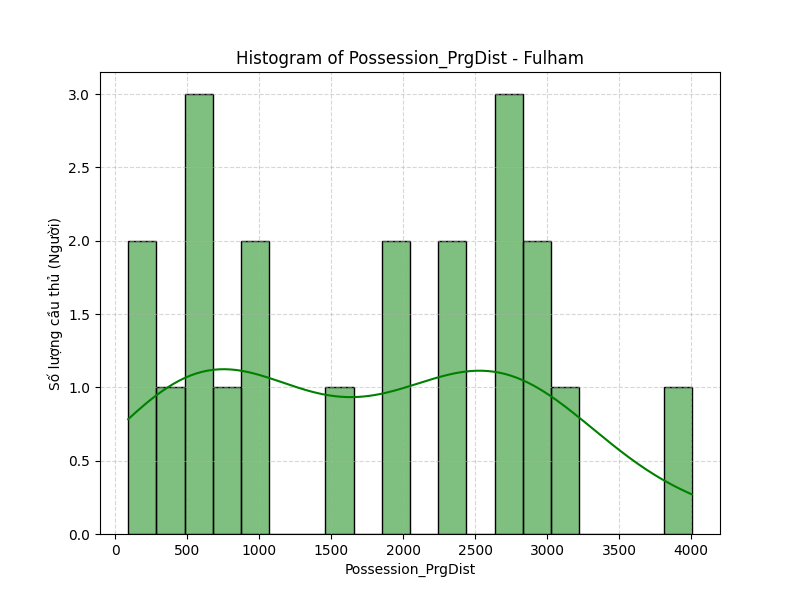 Histogram of Possession_PrgDist - Fulham
Số lượng cầu thủ (Người)
3.0
2.5
2.0
1.5
1.0
0.5
0.0
0 500 1000 1500 2000 2500 3000 3500 4000
Possession_PrgDist